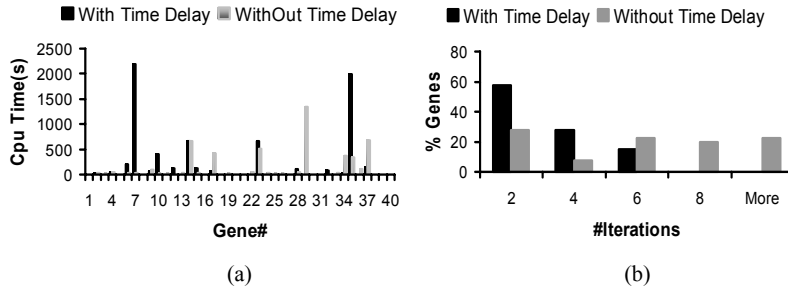 With Time Delay WithOut Time Delay
2500
2000
1500
1000
500
0
Cpu Time(s)
1 4 7 10 13 16 19 22 25 28 31 34 37 40
Gene#
(a)
With Time Delay Without Time Delay
80
60
40
20
0
% Genes
2 4 6 8 More
#Iterations
(b)